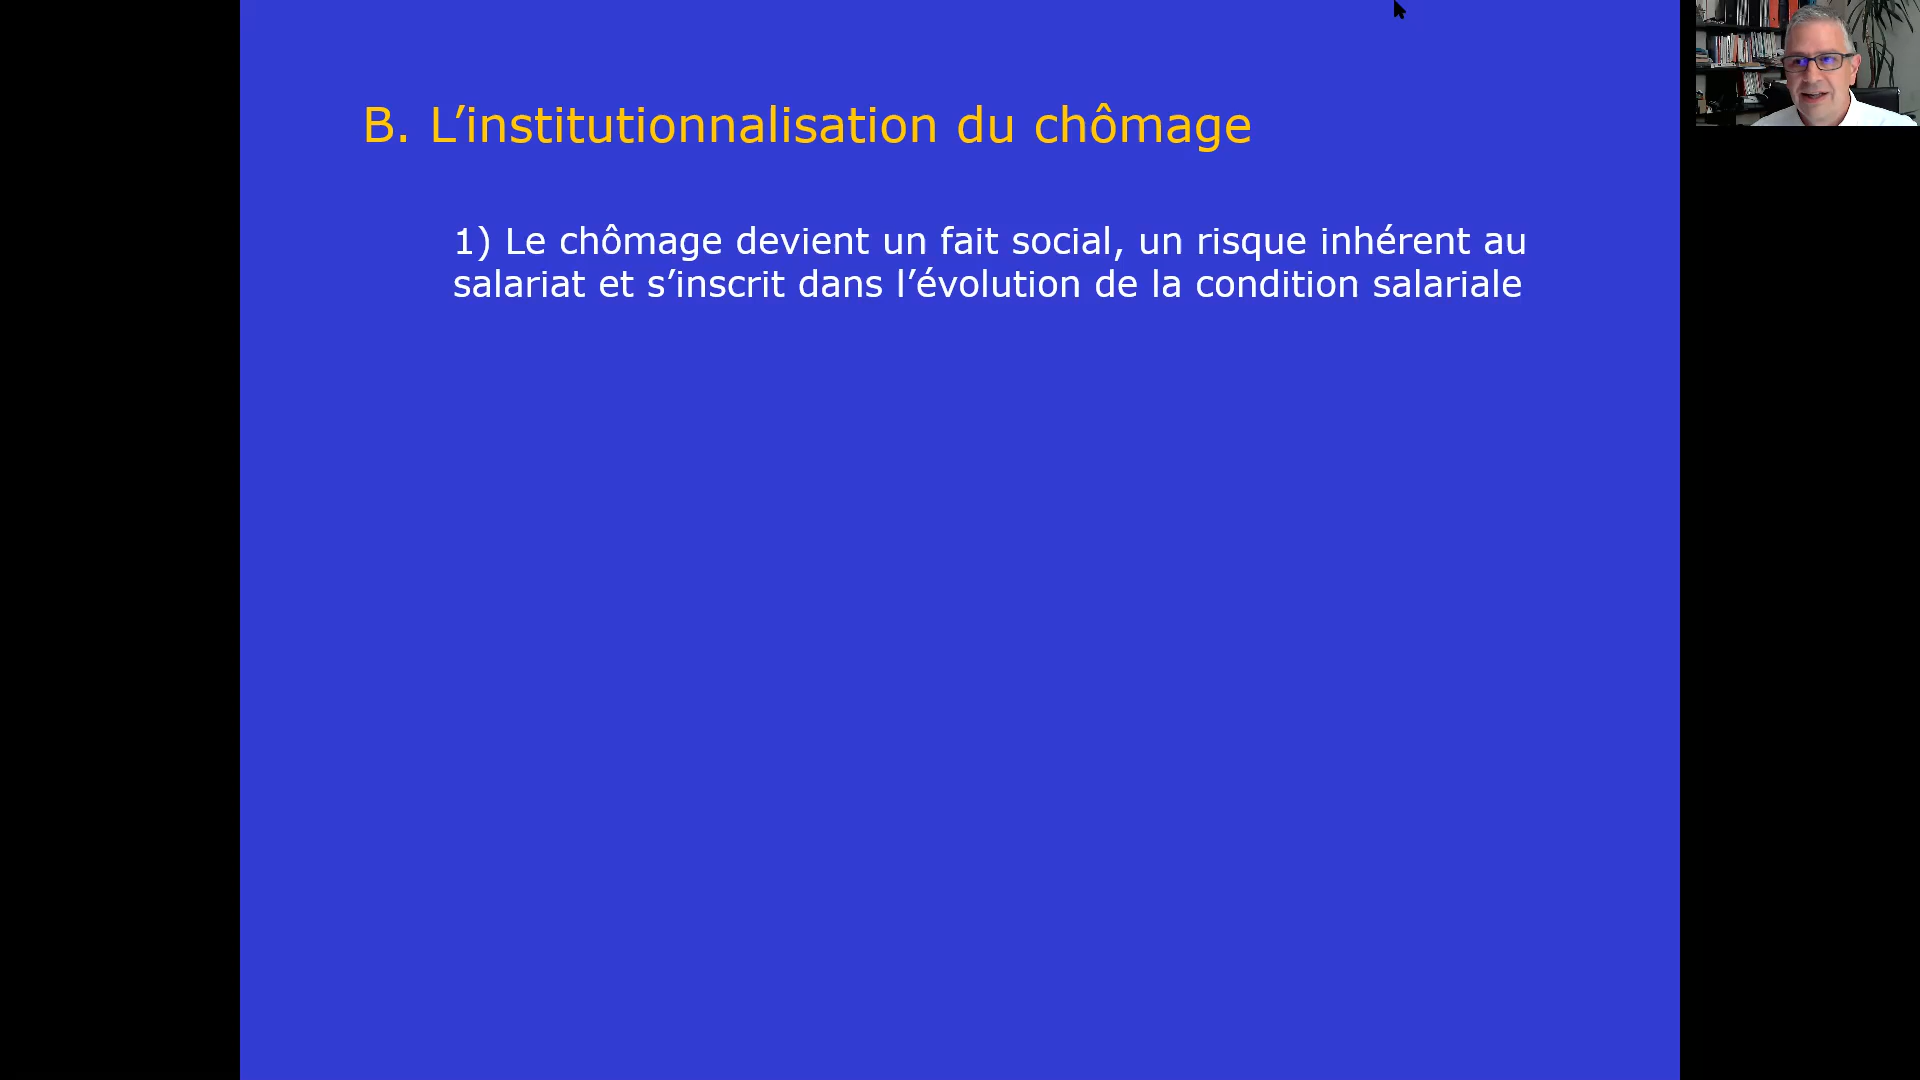 B. L’institutionnalisation du chômage
1) Le chômage devient un fait social, un risque inhérent au
salariat et s’inscrit dans l’évolution de la condition salariale